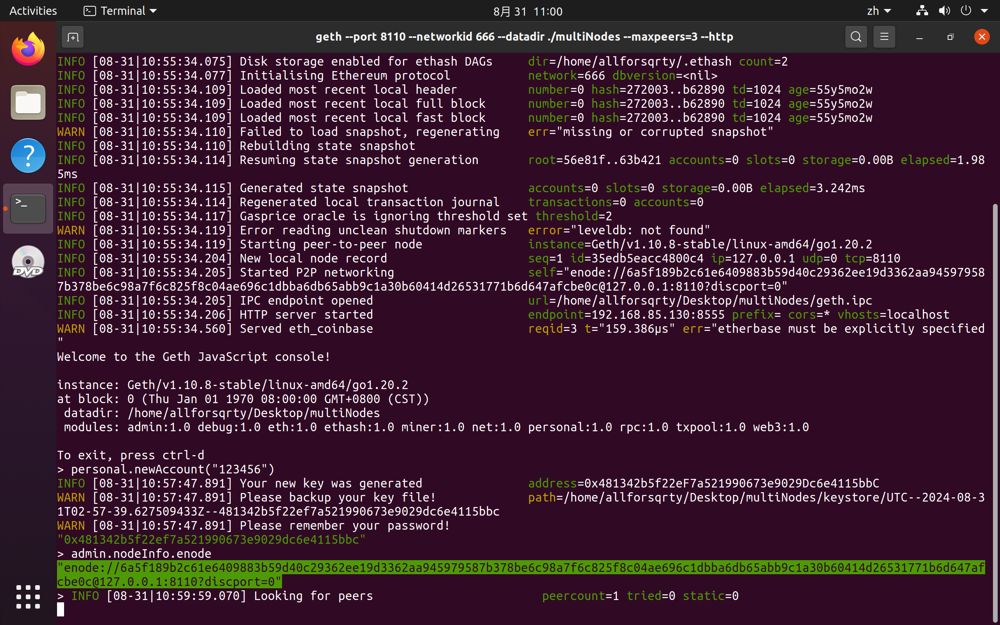 Activities Terminal 8月 31 11:00 zh
geth --port 8110 --networkid 666 --datadir ./multiNodes --maxpeers=3 --http
INFO [08-31|10:55:34.075] Disk storage enabled for ethash DAGs dir=/home/allforsqrty/.ethash count=2
INFO [08-31|10:55:34.077] Initialising Ethereum protocol network=666 dbversion=<nil>
INFO [08-31|10:55:34.109] Loaded most recent local header number=0 hash=272003..b62890 td=1024 age=55y5mo2w
INFO [08-31|10:55:34.109] Loaded most recent local full block number=0 hash=272003..b62890 td=1024 age=55y5mo2w
INFO [08-31|10:55:34.109] Loaded most recent local fast block number=0 hash=272003..b62890 td=1024 age=55y5mo2w
WARN [08-31|10:55:34.110] Failed to load snapshot, regenerating err="missing or corrupted snapshot"
INFO [08-31|10:55:34.110] Rebuilding state snapshot
INFO [08-31|10:55:34.114] Resuming state snapshot generation root=56e81f..63b421 accounts=0 slots=0 storage=0.00B elapsed=1.98
5ms
INFO [08-31|10:55:34.115] Generated state snapshot accounts=0 slots=0 storage=0.00B elapsed=3.242ms
INFO [08-31|10:55:34.114] Regenerated local transaction journal transactions=0 accounts=0
INFO [08-31|10:55:34.117] Gasprice oracle is ignoring threshold set threshold=2
WARN [08-31|10:55:34.119] Error reading unclean shutdown markers error="leveldb: not found"
INFO [08-31|10:55:34.119] Starting peer-to-peer node instance=Geth/v1.10.8-stable/linux-amd64/go1.20.2
INFO [08-31|10:55:34.204] New local node record seq=1 id=35edb5eacc4800c4 ip=127.0.0.1 udp=0 tcp=8110
INFO [08-31|10:55:34.205] Started P2P networking self="enode://6a5f189b2c61e6409883b59d40c29362ee19d3362aa94597958
7b378be6c98a7f6c825f8c04ae696c1dbba6db65abb9c1a30b60414d26531771b6d647afcbe0c@127.0.0.1:8110?discport=0"
INFO [08-31|10:55:34.205] IPC endpoint opened url=/home/allforsqrty/Desktop/multiNodes/geth.ipc
INFO [08-31|10:55:34.206] HTTP server started endpoint=192.168.85.130:8555 prefix= cors=* vhosts=localhost
WARN [08-31|10:55:34.560] Served eth_coinbase reqid=3 t="159.386µs" err="etherbase must be explicitly specified
"
Welcome to the Geth JavaScript console!
instance: Geth/v1.10.8-stable/linux-amd64/go1.20.2
at block: 0 (Thu Jan 01 1970 08:00:00 GMT+0800 (CST))
datadir: /home/allforsqrty/Desktop/multiNodes
modules: admin:1.0 debug:1.0 eth:1.0 ethash:1.0 miner:1.0 net:1.0 personal:1.0 rpc:1.0 txpool:1.0 web3:1.0
To exit, press ctrl-d
> personal.newAccount("123456")
INFO [08-31|10:57:47.891] Your new key was generated address=0x481342b5f22eF7a521990673e9029Dc6e4115bbC
WARN [08-31|10:57:47.891] Please backup your key file! path=/home/allforsqrty/Desktop/multiNodes/keystore/UTC--2024-08-3
1T02-57-39.627509433Z--481342b5f22ef7a521990673e9029dc6e4115bbc
WARN [08-31|10:57:47.891] Please remember your password!
"0x481342b5f22ef7a521990673e9029dc6e4115bbc"
> admin.nodeInfo.enode
"enode://6a5f189b2c61e6409883b59d40c29362ee19d3362aa945979587b378be6c98a7f6c825f8c04ae696c1dbba6db65abb9c1a30b60414d26531771b6d647af
cbe0c@127.0.0.1:8110?discport=0"
> INFO [08-31|10:59:59.070] Looking for peers peercount=1 tried=0 static=0
DVD